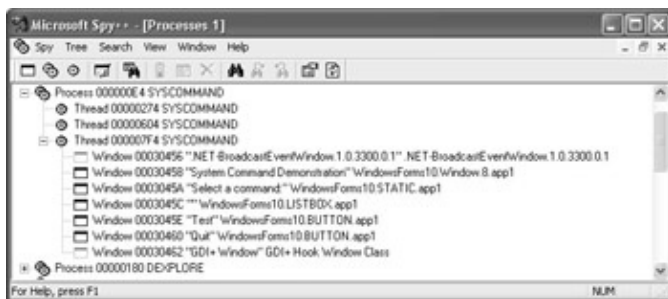 Microsoft Spy++ - [Processes 1]
Spy Tree Search View Window Help
Process 000000E4 SYSCOMMAND
Thread 00000274 SYSCOMMAND
Thread 00000604 SYSCOMMAND
Thread 000007F4 SYSCOMMAND
Window 00030456 ".NET-BroadcastEventWindow.1.0.3300.0.1" .NET-BroadcastEventWindow.1.0.3300.0.1
Window 00030458 "System Command Demonstration" WindowsForms10.Window.8.app1
Window 0003045A "Select a command:" WindowsForms10.STATIC.app1
Window 0003045C "" WindowsForms10.LISTBOX.app1
Window 0003045E "Test" WindowsForms10.BUTTON.app1
Window 00030460 "Quit" WindowsForms10.BUTTON.app1
Window 00030462 "GDI+ Window" GDI+ Hook Window Class
Process 00000180 DEXPLORE
For Help, press F1 NUM